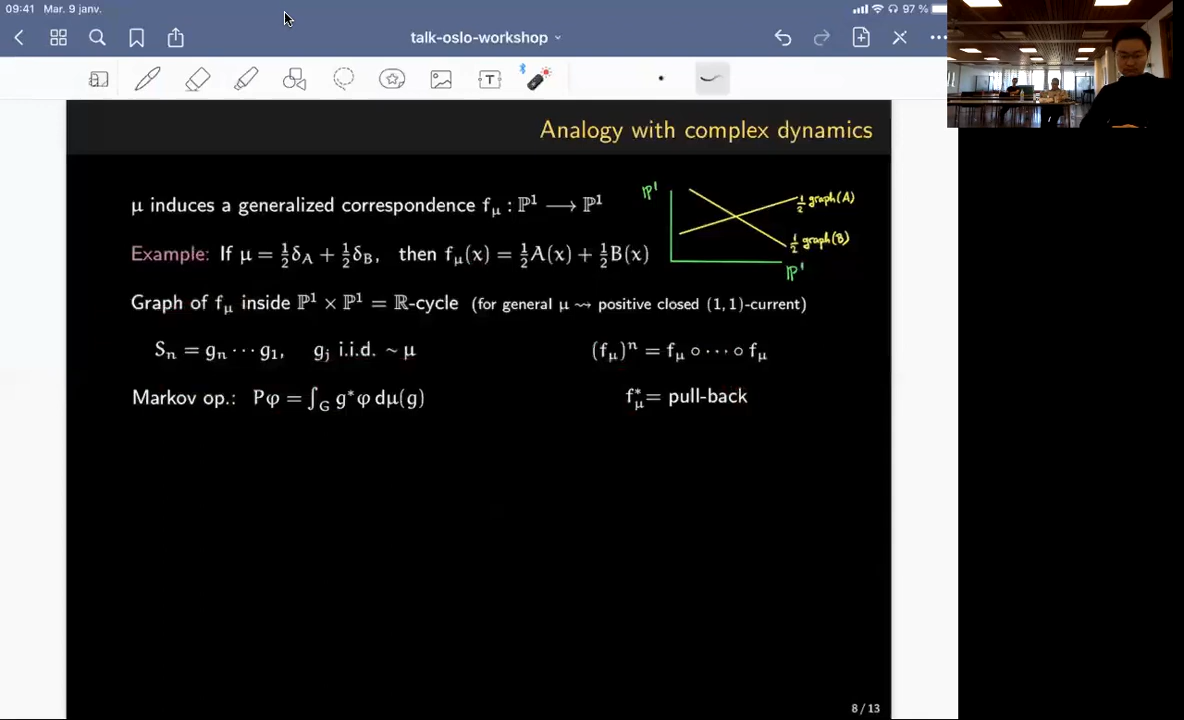 09:41 Mar. 9 janv.
97 %
talk-oslo-workshop
Analogy with complex dynamics
μ induces a generalized correspondence f_μ : ℙ¹ ⟶ ℙ¹
ℙ¹
½ graph(A)
½ graph(B)
ℙ¹
Example: If μ = ½δ_A + ½δ_B, then f_μ(x) = ½A(x) + ½B(x)
Graph of f_μ inside ℙ¹ × ℙ¹ = ℝ-cycle (for general μ ⇝ positive closed (1, 1)-current)
S_n = g_n ⋯ g_1, g_j i.i.d. ~ μ
(f_μ)ⁿ = f_μ ∘ ⋯ ∘ f_μ
Markov op.: Pφ = ∫_G g*φ dμ(g)
f*_μ = pull-back
8 / 13